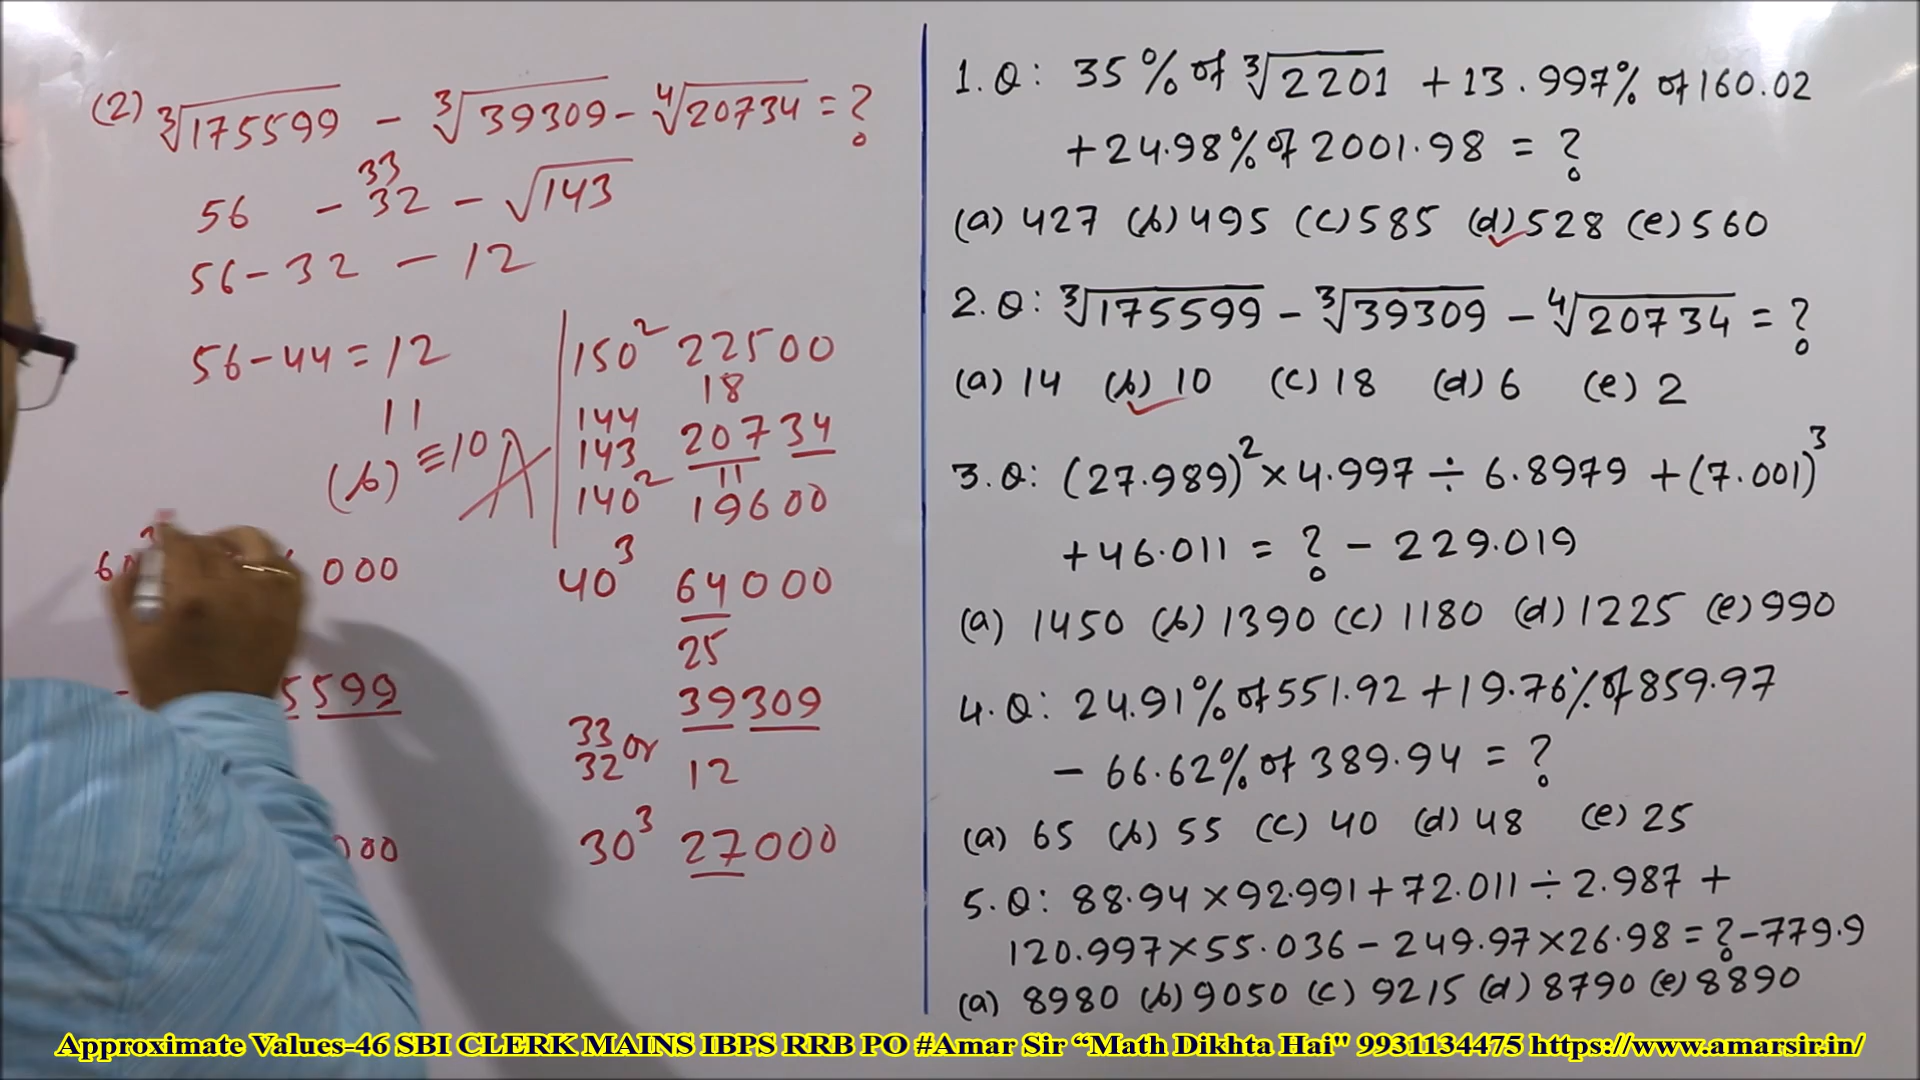 (2) ∛175599 - ∛39309 - ∜20734 = ?
33
56 - 32 - √143
56 - 32 - 12
56 - 44 = 12
11
(b) ≡10
150² 22500
18
144
143 20734
11
140² 19600
000
40³ 64000
25
5599
39309
33 or
32 12
000
30³ 27000
1. Q: 35% of ∛2201 + 13.997% of 160.02
+ 24.98% of 2001.98 = ?
(a) 427 (b) 495 (c) 585 (d) 528 (e) 560
2. Q: ∛175599 - ∛39309 - ∜20734 = ?
(a) 14 (b) 10 (c) 18 (d) 6 (e) 2
3. Q: (27.989)² × 4.997 ÷ 6.8979 + (7.001)³
+ 46.011 = ? - 229.019
(a) 1450 (b) 1390 (c) 1180 (d) 1225 (e) 990
4. Q: 24.91% of 551.92 + 19.76% of 859.97
- 66.62% of 389.94 = ?
(a) 65 (b) 55 (c) 40 (d) 48 (e) 25
5. Q: 88.94 × 92.991 + 72.011 ÷ 2.987 +
120.997 × 55.036 - 249.97 × 26.98 = ? - 779.9
(a) 8980 (b) 9050 (c) 9215 (d) 8790 (e) 8890
Approximate Values-46 SBI CLERK MAINS IBPS RRB PO #Amar Sir “Math Dikhta Hai" 9931134475 https://www.amarsir.in/